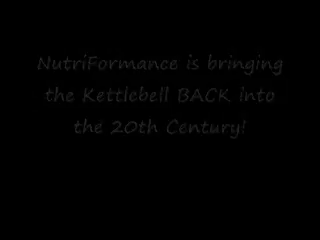 NutriFormance is bringing
the Kettlebell BACK into
the 20th Century!